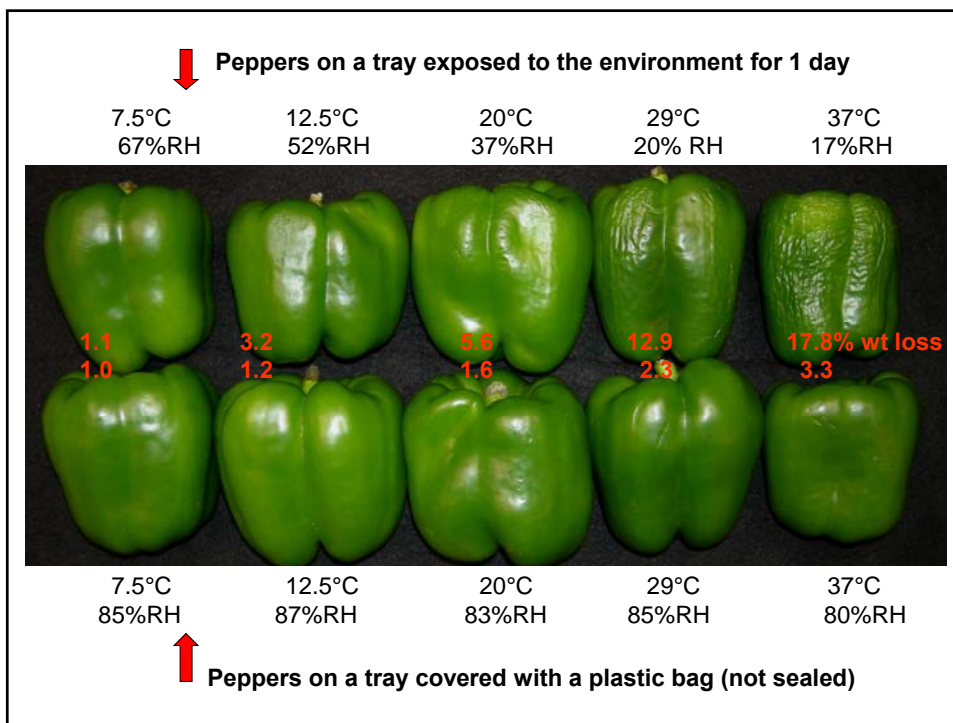 Peppers on a tray exposed to the environment for 1 day
7.5°C 12.5°C 20°C 29°C 37°C
67%RH 52%RH 37%RH 20% RH 17%RH
1.1 3.2 5.6 12.9 17.8% wt loss
1.0 1.2 1.6 2.3 3.3
7.5°C 12.5°C 20°C 29°C 37°C
85%RH 87%RH 83%RH 85%RH 80%RH
Peppers on a tray covered with a plastic bag (not sealed)